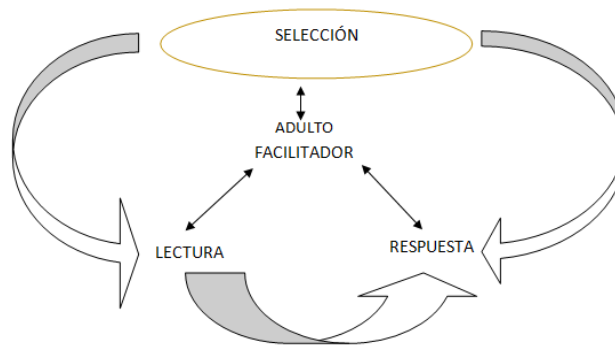 SELECCIÓN
ADULTO
FACILITADOR
LECTURA
RESPUESTA